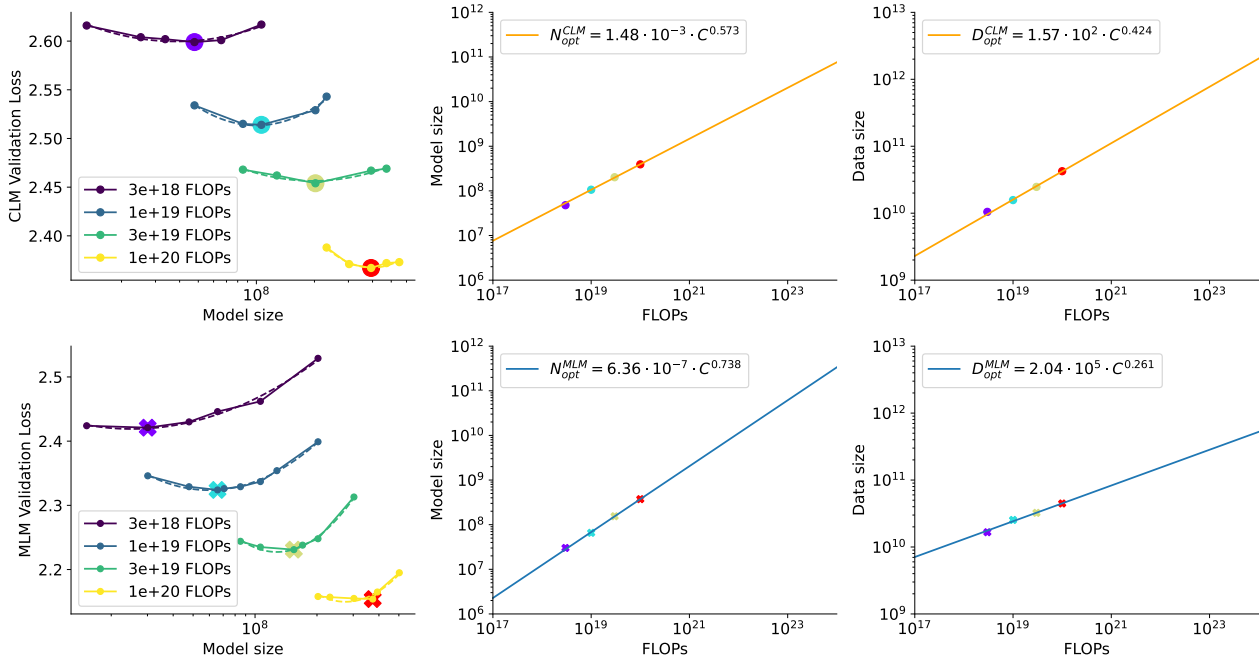 2.60
2.55
2.50
2.45
2.40
CLM Validation Loss
3e+18 FLOPs
1e+19 FLOPs
3e+19 FLOPs
1e+20 FLOPs
10^8
Model size
10^12
10^11
10^10
10^9
10^8
10^7
10^6
Model size
N_{opt}^{CLM} = 1.48 · 10^{-3} · C^{0.573}
10^17
10^19
10^21
10^23
FLOPs
10^13
10^12
10^11
10^10
10^9
Data size
D_{opt}^{CLM} = 1.57 · 10^2 · C^{0.424}
10^17
10^19
10^21
10^23
FLOPs
2.5
2.4
2.3
2.2
MLM Validation Loss
3e+18 FLOPs
1e+19 FLOPs
3e+19 FLOPs
1e+20 FLOPs
10^8
Model size
10^12
10^11
10^10
10^9
10^8
10^7
10^6
Model size
N_{opt}^{MLM} = 6.36 · 10^{-7} · C^{0.738}
10^17
10^19
10^21
10^23
FLOPs
10^13
10^12
10^11
10^10
10^9
Data size
D_{opt}^{MLM} = 2.04 · 10^5 · C^{0.261}
10^17
10^19
10^21
10^23
FLOPs